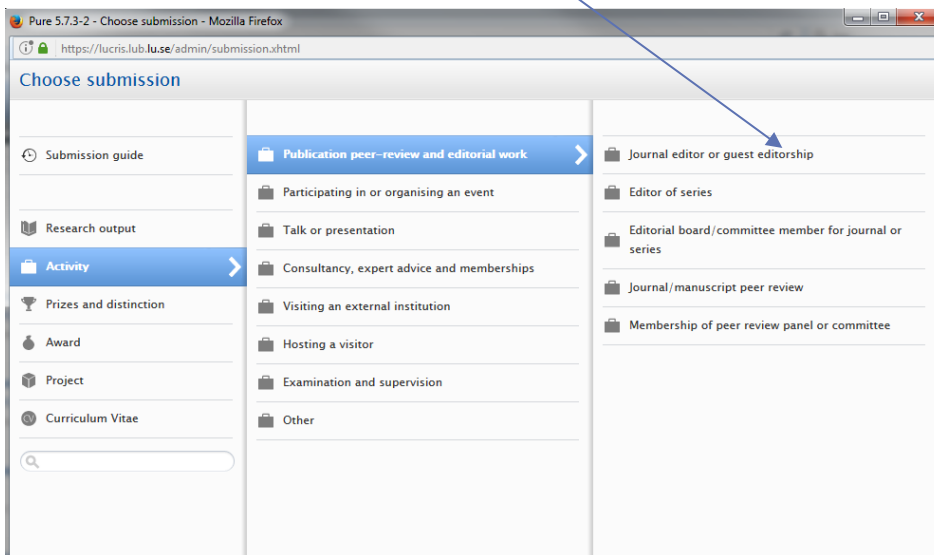 Pure 5.7.3-2 - Choose submission - Mozilla Firefox
https://lucris.lub.lu.se/admin/submission.xhtml
Choose submission
Submission guide
Research output
Activity
Prizes and distinction
Award
Project
Curriculum Vitae
Publication peer-review and editorial work
Participating in or organising an event
Talk or presentation
Consultancy, expert advice and memberships
Visiting an external institution
Hosting a visitor
Examination and supervision
Other
Journal editor or guest editorship
Editor of series
Editorial board/committee member for journal or
series
Journal/manuscript peer review
Membership of peer review panel or committee